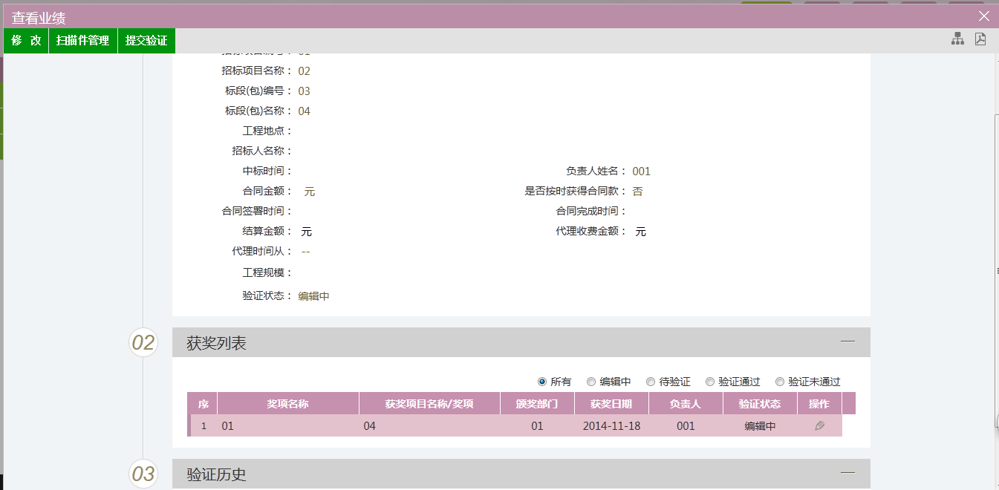 查看业绩
修 改 扫描件管理 提交验证
招标项目名称： 02
标段(包)编号： 03
标段(包)名称： 04
工程地点：
招标人名称：
中标时间： 负责人姓名： 001
合同金额： 元 是否按时获得合同款： 否
合同签署时间： 合同完成时间：
结算金额： 元 代理收费金额： 元
代理时间从： --
工程规模：
验证状态： 编辑中
02 获奖列表
所有 编辑中 待验证 验证通过 验证未通过
序 奖项名称 获奖项目名称/奖项 颁奖部门 获奖日期 负责人 验证状态 操作
1 01 04 01 2014-11-18 001 编辑中
03 验证历史